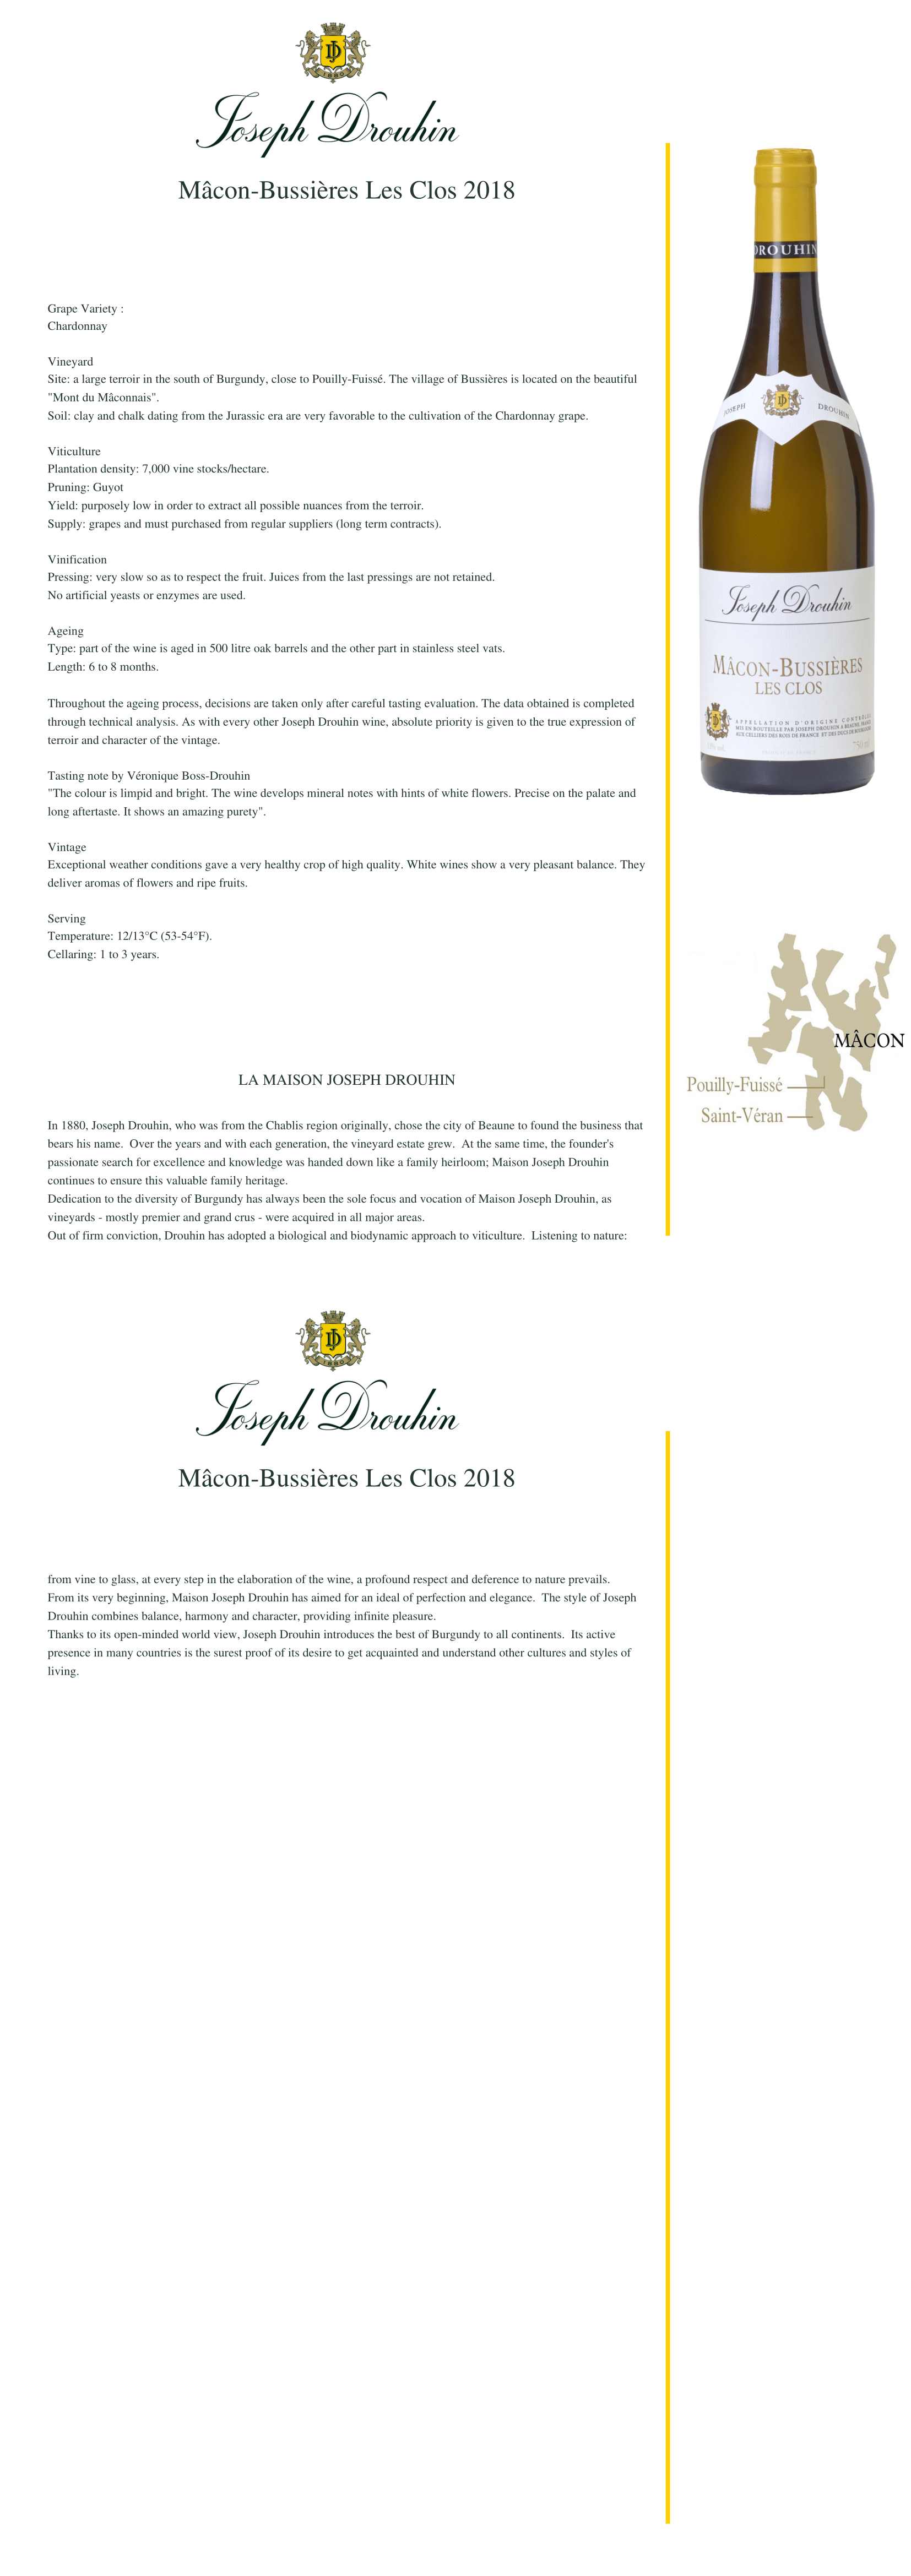 JD
1880
Joseph Drouhin
Mâcon-Bussières Les Clos 2018
Grape Variety :
Chardonnay
Vineyard
Site: a large terroir in the south of Burgundy, close to Pouilly-Fuissé. The village of Bussières is located on the beautiful
"Mont du Mâconnais".
Soil: clay and chalk dating from the Jurassic era are very favorable to the cultivation of the Chardonnay grape.
Viticulture
Plantation density: 7,000 vine stocks/hectare.
Pruning: Guyot
Yield: purposely low in order to extract all possible nuances from the terroir.
Supply: grapes and must purchased from regular suppliers (long term contracts).
Vinification
Pressing: very slow so as to respect the fruit. Juices from the last pressings are not retained.
No artificial yeasts or enzymes are used.
Ageing
Type: part of the wine is aged in 500 litre oak barrels and the other part in stainless steel vats.
Length: 6 to 8 months.
Throughout the ageing process, decisions are taken only after careful tasting evaluation. The data obtained is completed
through technical analysis. As with every other Joseph Drouhin wine, absolute priority is given to the true expression of
terroir and character of the vintage.
Tasting note by Véronique Boss-Drouhin
"The colour is limpid and bright. The wine develops mineral notes with hints of white flowers. Precise on the palate and
long aftertaste. It shows an amazing purety".
Vintage
Exceptional weather conditions gave a very healthy crop of high quality. White wines show a very pleasant balance. They
deliver aromas of flowers and ripe fruits.
Serving
Temperature: 12/13°C (53-54°F).
Cellaring: 1 to 3 years.
LA MAISON JOSEPH DROUHIN
In 1880, Joseph Drouhin, who was from the Chablis region originally, chose the city of Beaune to found the business that
bears his name.  Over the years and with each generation, the vineyard estate grew.  At the same time, the founder's
passionate search for excellence and knowledge was handed down like a family heirloom; Maison Joseph Drouhin
continues to ensure this valuable family heritage.
Dedication to the diversity of Burgundy has always been the sole focus and vocation of Maison Joseph Drouhin, as
vineyards - mostly premier and grand crus - were acquired in all major areas.
Out of firm conviction, Drouhin has adopted a biological and biodynamic approach to viticulture.  Listening to nature:
DROUHIN
JOSEPH DROUHIN
JD
Joseph Drouhin
MÂCON-BUSSIÈRES
LES CLOS
APPELLATION D'ORIGINE CONTRÔLÉE
MIS EN BOUTEILLE PAR JOSEPH DROUHIN A BEAUNE, FRANCE
AUX CELLIERS DES ROIS DE FRANCE ET DES DUCS DE BOURGOGNE
750 ml
MÂCON
Pouilly-Fuissé
Saint-Véran
JD
1880
Joseph Drouhin
Mâcon-Bussières Les Clos 2018
from vine to glass, at every step in the elaboration of the wine, a profound respect and deference to nature prevails.
From its very beginning, Maison Joseph Drouhin has aimed for an ideal of perfection and elegance.  The style of Joseph
Drouhin combines balance, harmony and character, providing infinite pleasure.
Thanks to its open-minded world view, Joseph Drouhin introduces the best of Burgundy to all continents.  Its active
presence in many countries is the surest proof of its desire to get acquainted and understand other cultures and styles of
living.